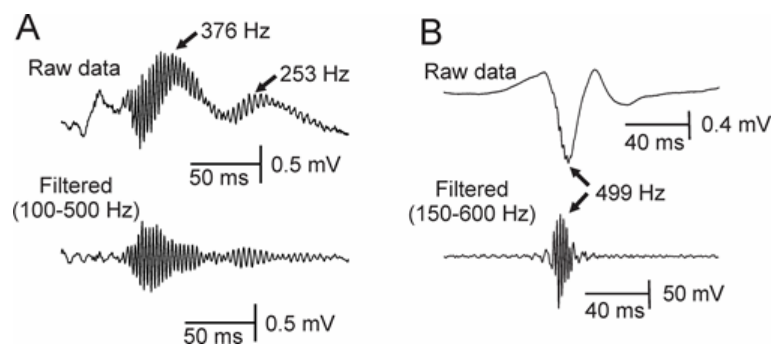 A
376 Hz
Raw data
253 Hz
50 ms
0.5 mV
Filtered
(100-500 Hz)
50 ms
0.5 mV
B
Raw data
40 ms
0.4 mV
499 Hz
Filtered
(150-600 Hz)
40 ms
50 mV